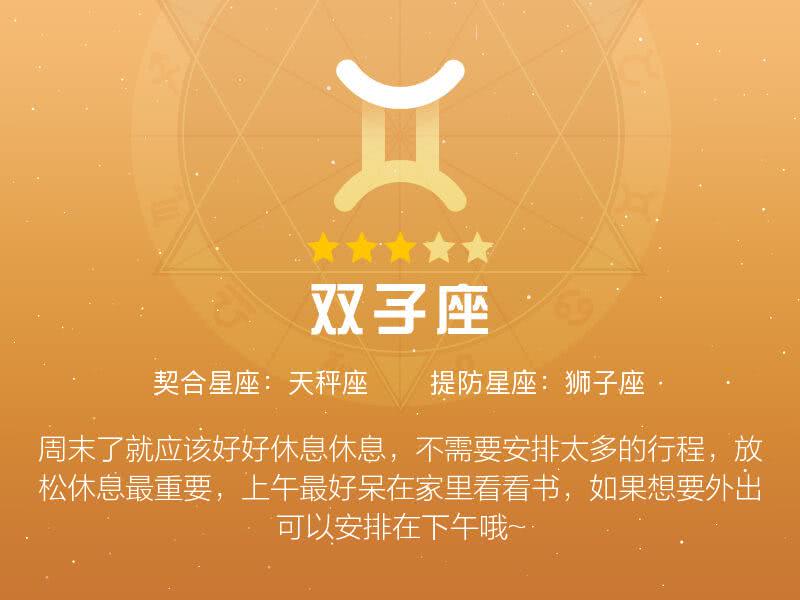 双子座
契合星座：天秤座 提防星座：狮子座
周末了就应该好好休息休息，不需要安排太多的行程，放
松休息最重要，上午最好呆在家里看看书，如果想要外出
可以安排在下午哦~